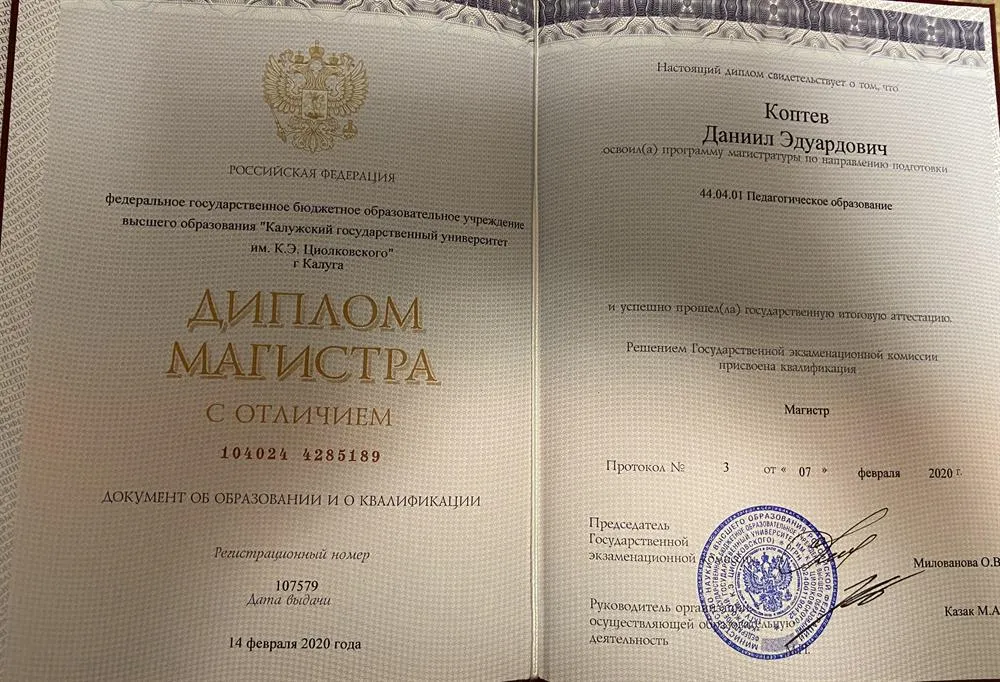 РОССИЙСКАЯ ФЕДЕРАЦИЯ
федеральное государственное бюджетное образовательное учреждение
высшего образования "Калужский государственный университет
им. К.Э. Циолковского"
г Калуга
ДИПЛОМ
МАГИСТРА
С ОТЛИЧИЕМ
104024 4285189
ДОКУМЕНТ ОБ ОБРАЗОВАНИИ И О КВАЛИФИКАЦИИ
Регистрационный номер
107579
Дата выдачи
14 февраля 2020 года
Настоящий диплом свидетельствует о том, что
Коптев
Даниил Эдуардович
освоил(а) программу магистратуры по направлению подготовки
44.04.01 Педагогическое образование
и успешно прошел(ла) государственную итоговую аттестацию.
Решением Государственной экзаменационной комиссии
присвоена квалификация
Магистр
Протокол № 3 от « 07 » февраля 2020 г.
Председатель
Государственной
экзаменационной
Милованова О.В
Руководитель
осуществляющей
деятельность
Казак М.А